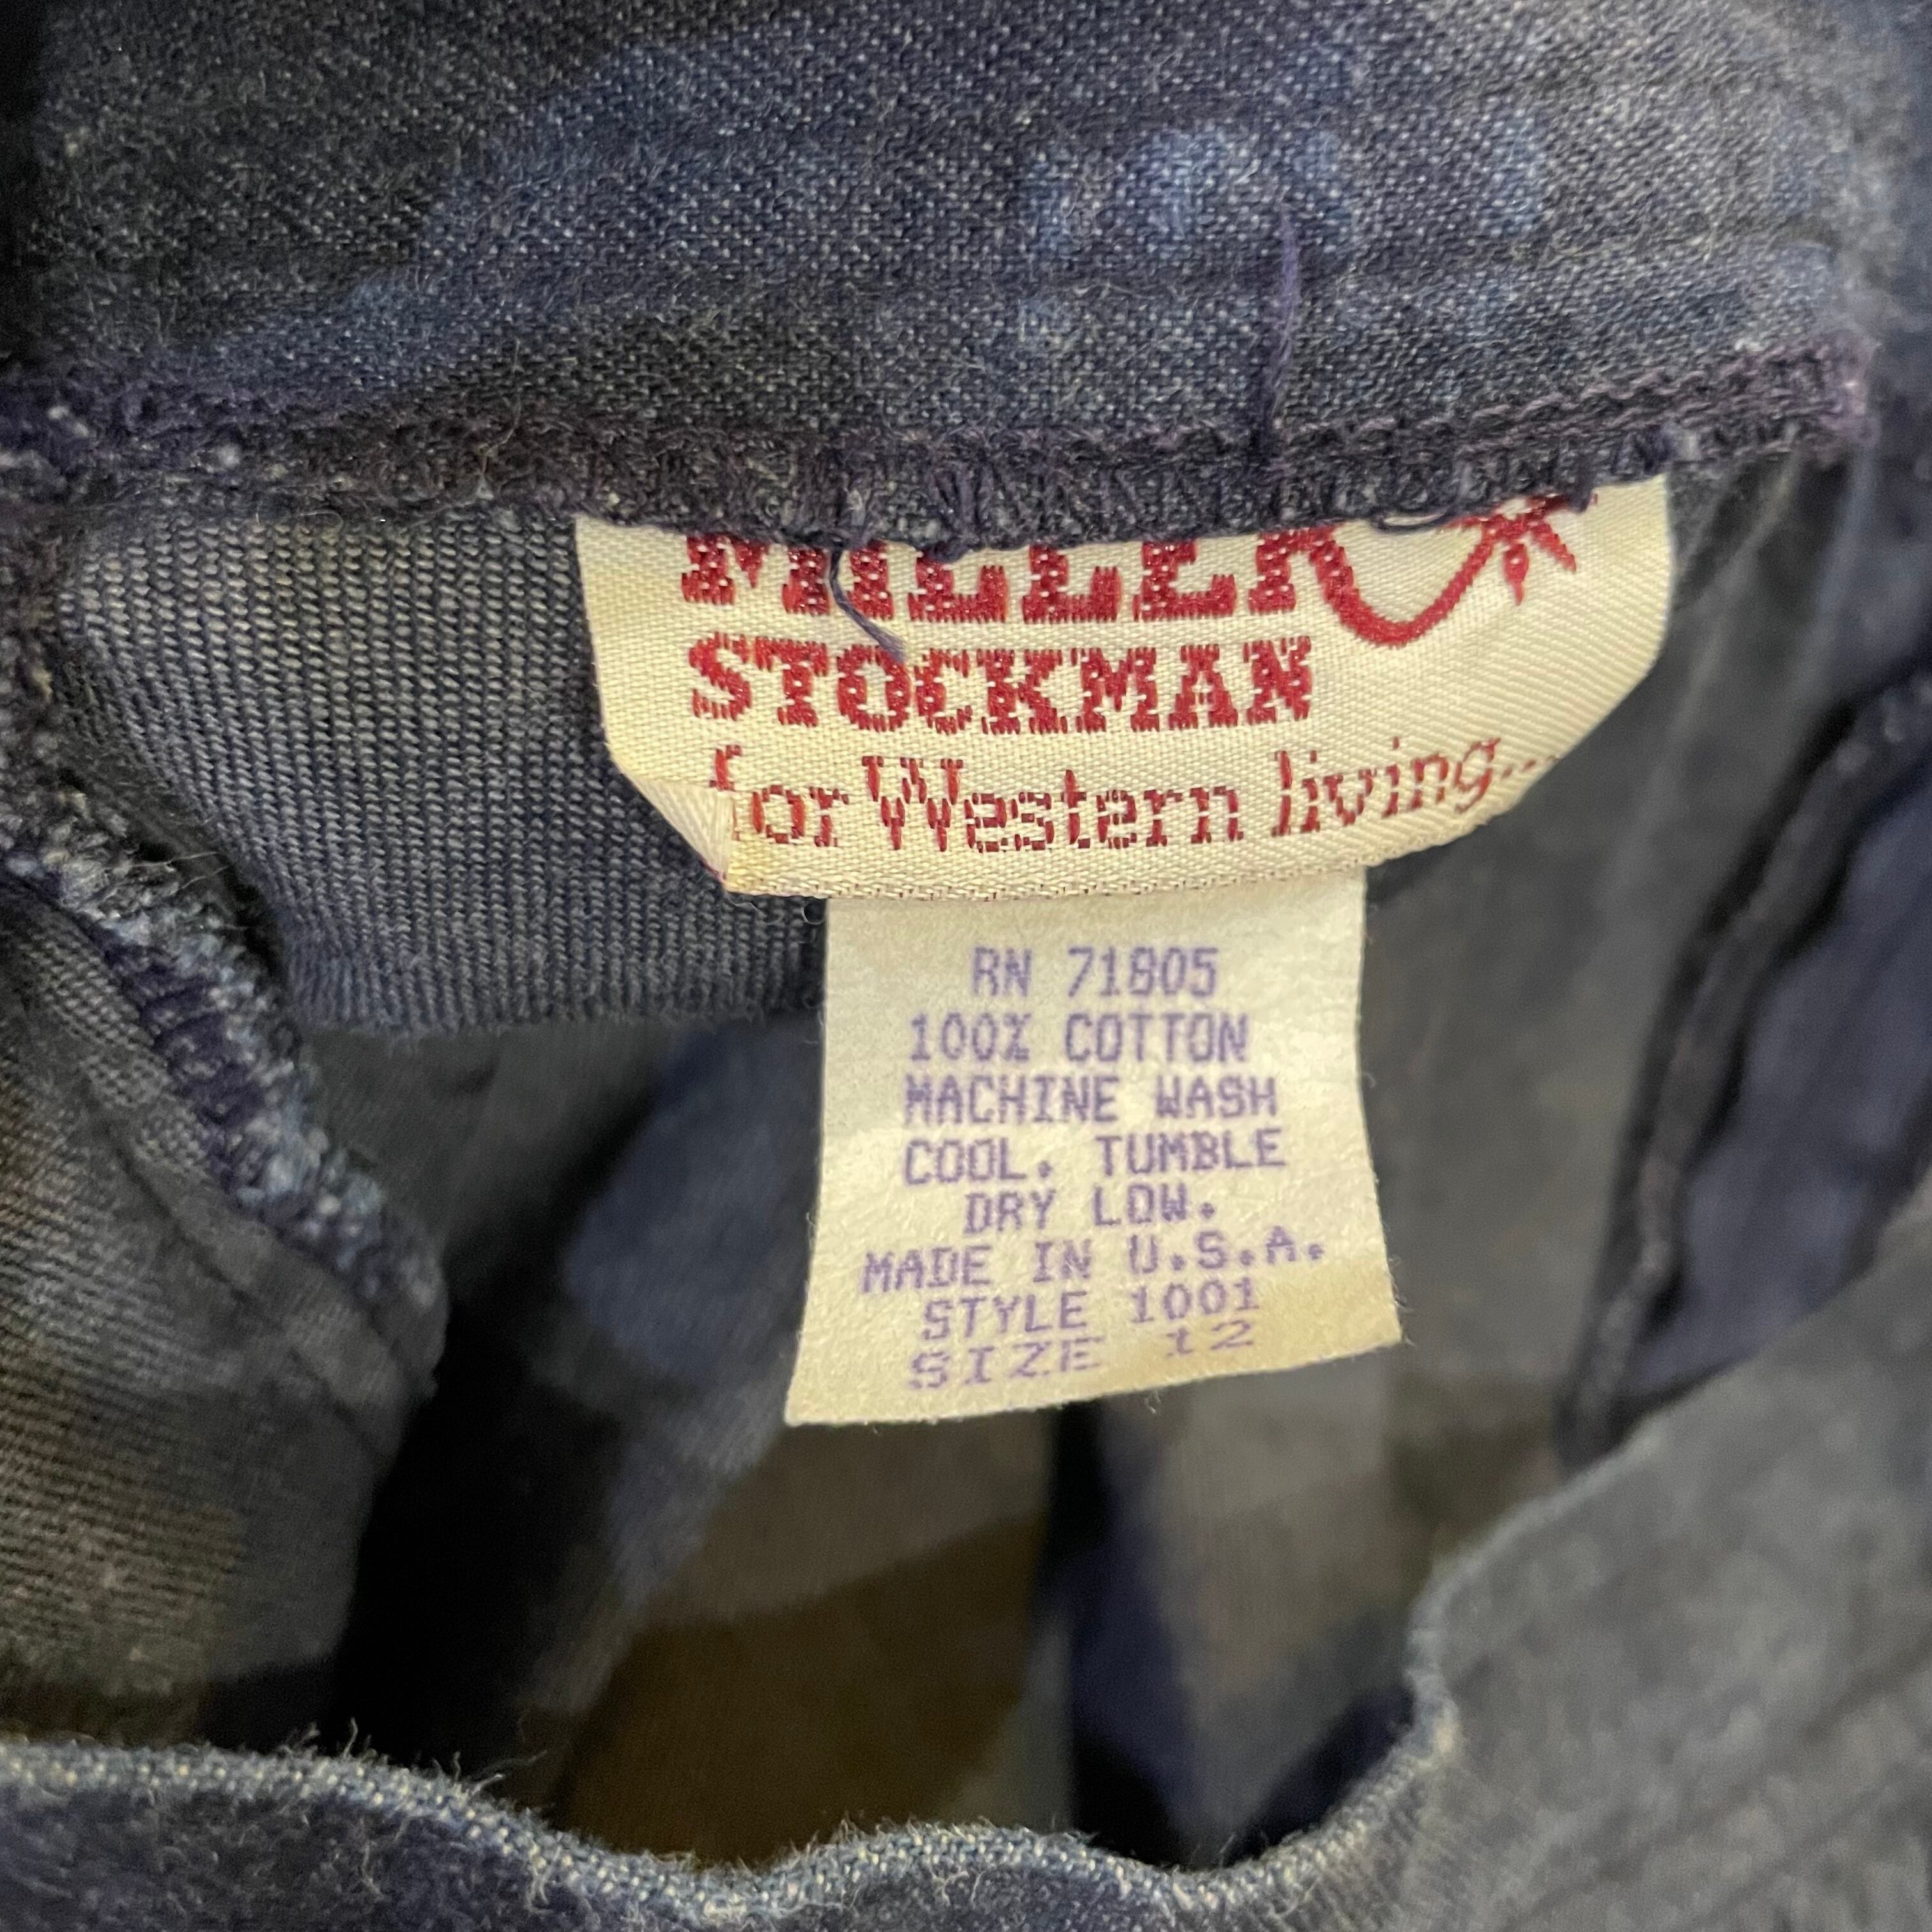 MILLER
STOCKMAN
for Western living...
RN 71805
100% COTTON
MACHINE WASH
COOL. TUMBLE
DRY LOW.
MADE IN U.S.A.
STYLE 1001
SIZE 12